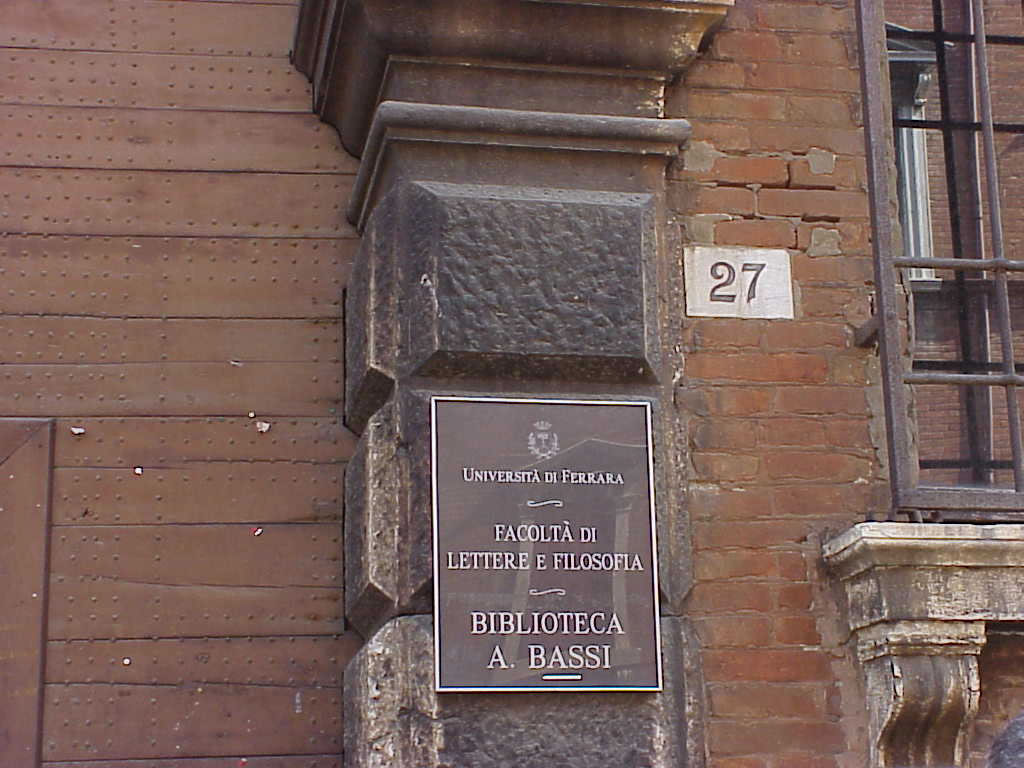 27
UNIVERSITÀ DI FERRARA
FACOLTÀ DI
LETTERE E FILOSOFIA
BIBLIOTECA
A. BASSI